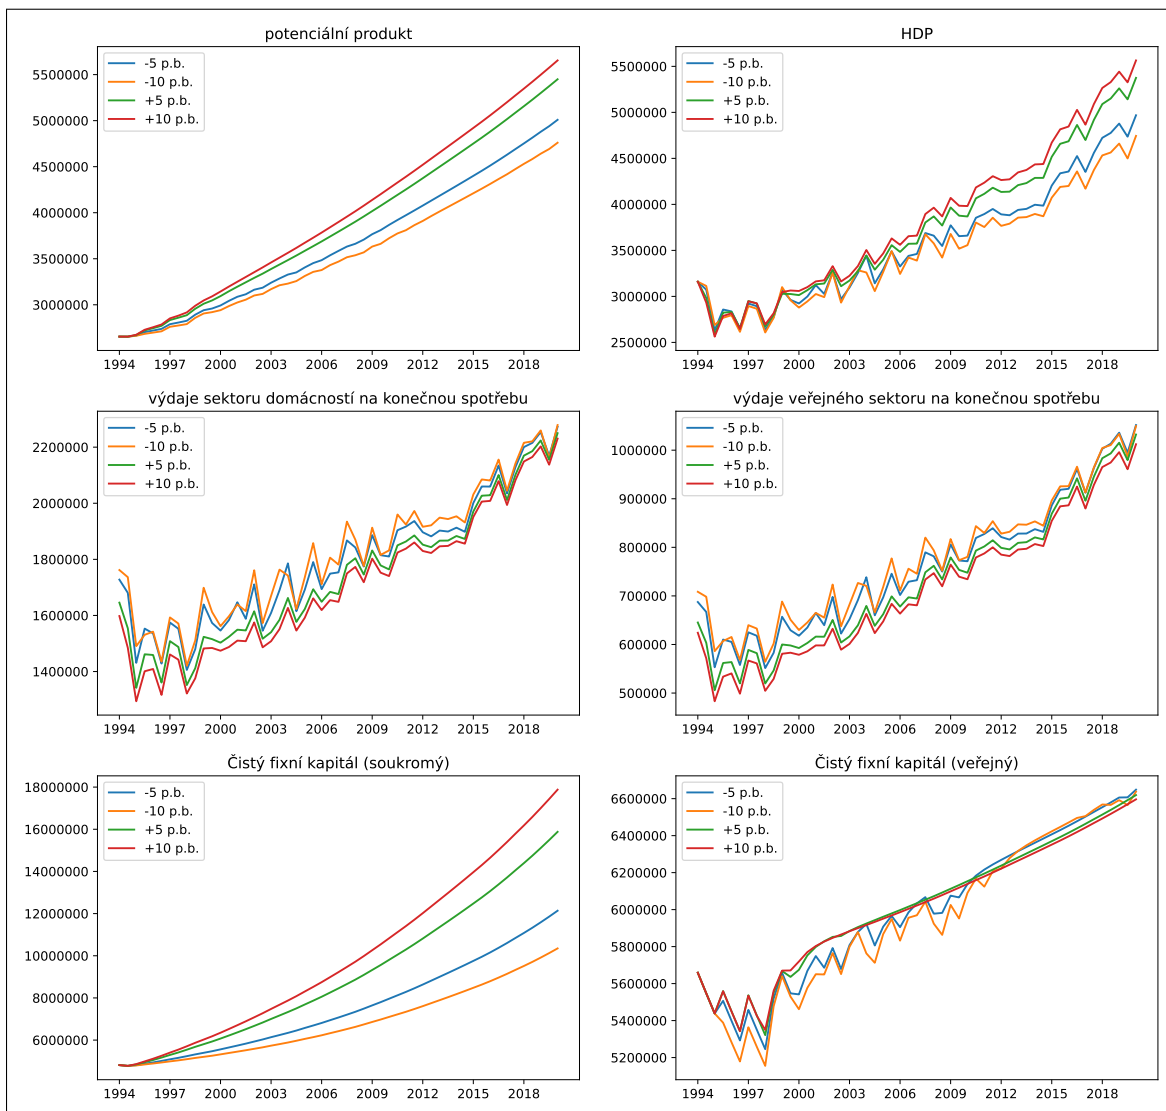 potenciální produkt
-5 p.b.
-10 p.b.
+5 p.b.
+10 p.b.
5500000
5000000
4500000
4000000
3500000
3000000
1994 1997 2000 2003 2006 2009 2012 2015 2018
HDP
-5 p.b.
-10 p.b.
+5 p.b.
+10 p.b.
5500000
5000000
4500000
4000000
3500000
3000000
2500000
1994 1997 2000 2003 2006 2009 2012 2015 2018
výdaje sektoru domácností na konečnou spotřebu
-5 p.b.
-10 p.b.
+5 p.b.
+10 p.b.
2200000
2000000
1800000
1600000
1400000
1994 1997 2000 2003 2006 2009 2012 2015 2018
výdaje veřejného sektoru na konečnou spotřebu
-5 p.b.
-10 p.b.
+5 p.b.
+10 p.b.
1000000
900000
800000
700000
600000
500000
1994 1997 2000 2003 2006 2009 2012 2015 2018
Čistý fixní kapitál (soukromý)
-5 p.b.
-10 p.b.
+5 p.b.
+10 p.b.
18000000
16000000
14000000
12000000
10000000
8000000
6000000
1994 1997 2000 2003 2006 2009 2012 2015 2018
Čistý fixní kapitál (veřejný)
-5 p.b.
-10 p.b.
+5 p.b.
+10 p.b.
6600000
6400000
6200000
6000000
5800000
5600000
5400000
5200000
1994 1997 2000 2003 2006 2009 2012 2015 2018